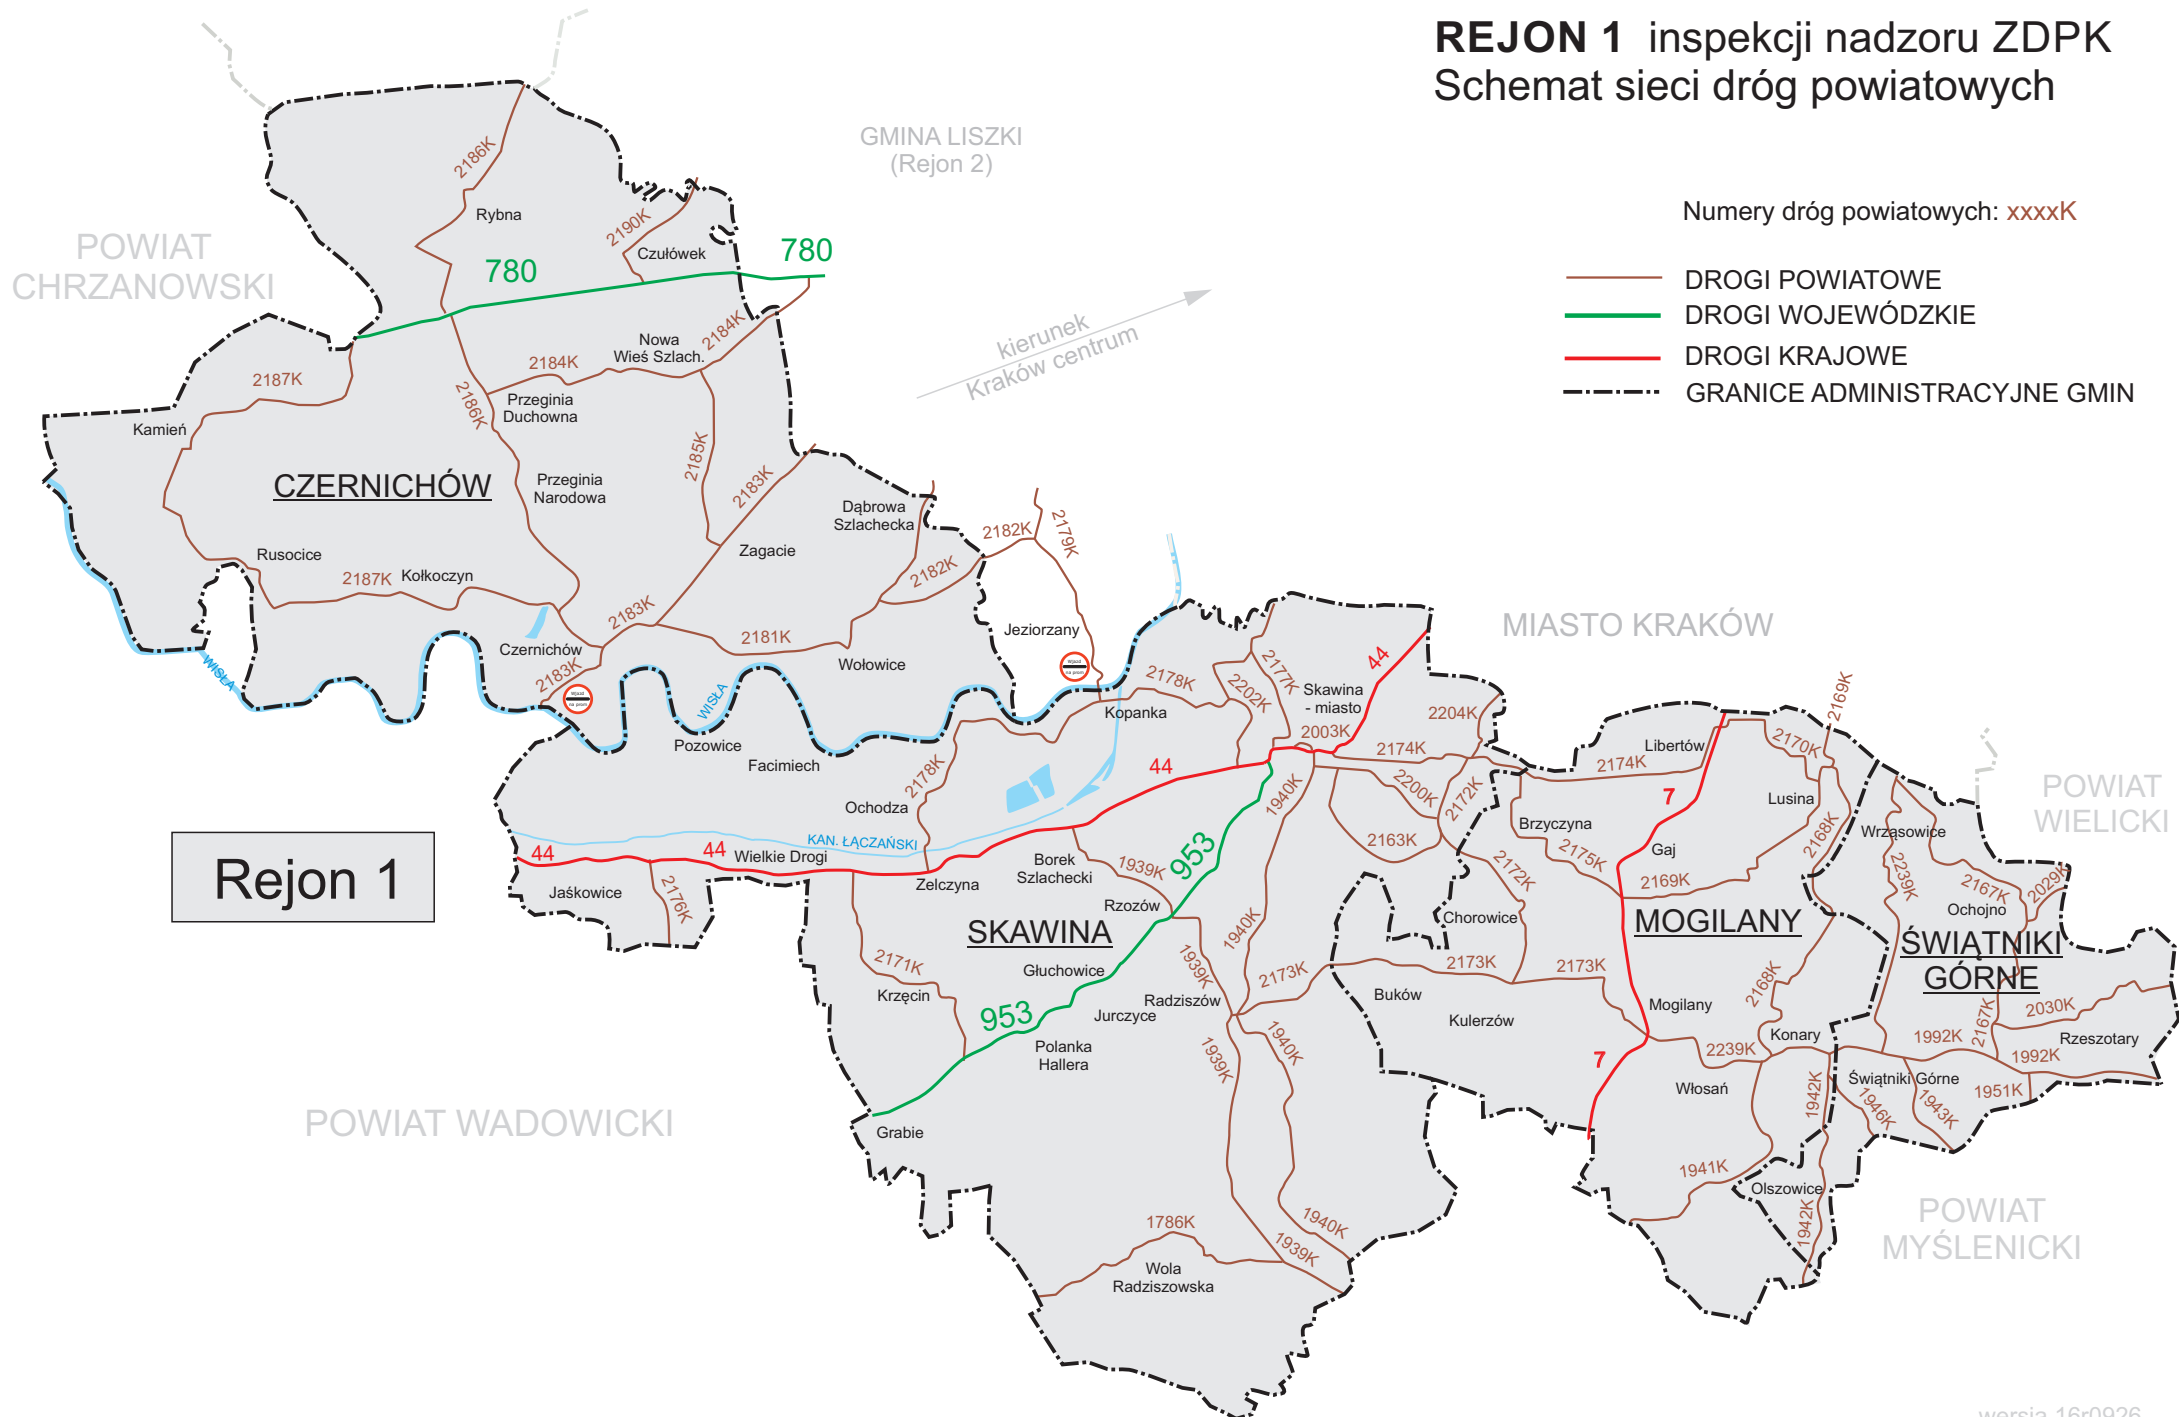 REJON 1 inspekcji nadzoru ZDPK
Schemat sieci dróg powiatowych
GMINA LISZKI
(Rejon 2)
Numery dróg powiatowych: xxxxK
DROGI POWIATOWE
DROGI WOJEWÓDZKIE
DROGI KRAJOWE
GRANICE ADMINISTRACYJNE GMIN
POWIAT
CHRZANOWSKI
2186K
Rybna
2190K
Czułówek
780
780
kierunek
Kraków centrum
Nowa
Wieś Szlach.
2184K
2184K
2187K
2186K
Przeginia
Duchowna
Kamień
2185K
CZERNICHÓW
Przeginia
Narodowa
2183K
Dąbrowa
Szlachecka
2182K
2179K
Rusocice
Zagacie
2187K
Kołkoczyn
2182K
2183K
2181K
Jeziorzany
Czernichów
Wołowice
WISŁA
2183K
Wjazd
na prom
Wjazd
na prom
WISŁA
Pozowice
Facimiech
MIASTO KRAKÓW
44
2177K
2178K
2202K
Skawina
- miasto
Kopanka
2003K
2204K
2174K
Libertów
2174K
2169K
2170K
POWIAT
WIELICKI
44
2178K
Ochodza
1940K
2200K
2172K
7
Lusina
Brzyczyna
2168K
Wrząsowice
KAN. ŁĄCZAŃSKI
Rejon 1
44
44
Wielkie Drogi
2163K
Gaj
Borek
Szlachecki
1939K
953
2175K
2172K
2169K
2239K
2167K
2029K
Jaśkowice
2176K
Zelczyna
Rzozów
Chorowice
Ochojno
SKAWINA
1940K
MOGILANY
ŚWIĄTNIKI
GÓRNE
2171K
Krzęcin
Głuchowice
1939K
2173K
2173K
2173K
2168K
Radziszów
Buków
Mogilany
953
Jurczyce
Kulerzów
2030K
2167K
Konary
1992K
Rzeszotary
Polanka
Hallera
1939K
1940K
7
2239K
1992K
Włosań
1942K
Świątniki Górne
1946K
1943K
1951K
POWIAT WADOWICKI
Grabie
1941K
Olszowice
1942K
POWIAT
MYŚLENICKI
1786K
1940K
1939K
Wola
Radziszowska
wersja 16r0926